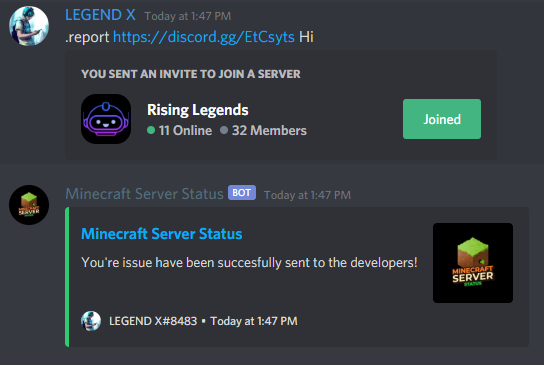 LEGEND X Today at 1:47 PM
.report https://discord.gg/EtCsyts Hi
YOU SENT AN INVITE TO JOIN A SERVER
Rising Legends
11 Online 32 Members
Joined
Minecraft Server Status BOT Today at 1:47 PM
Minecraft Server Status
You're issue have been succesfully sent to the developers!
MINECRAFT
SERVER
STATUS
LEGEND X#8483 • Today at 1:47 PM